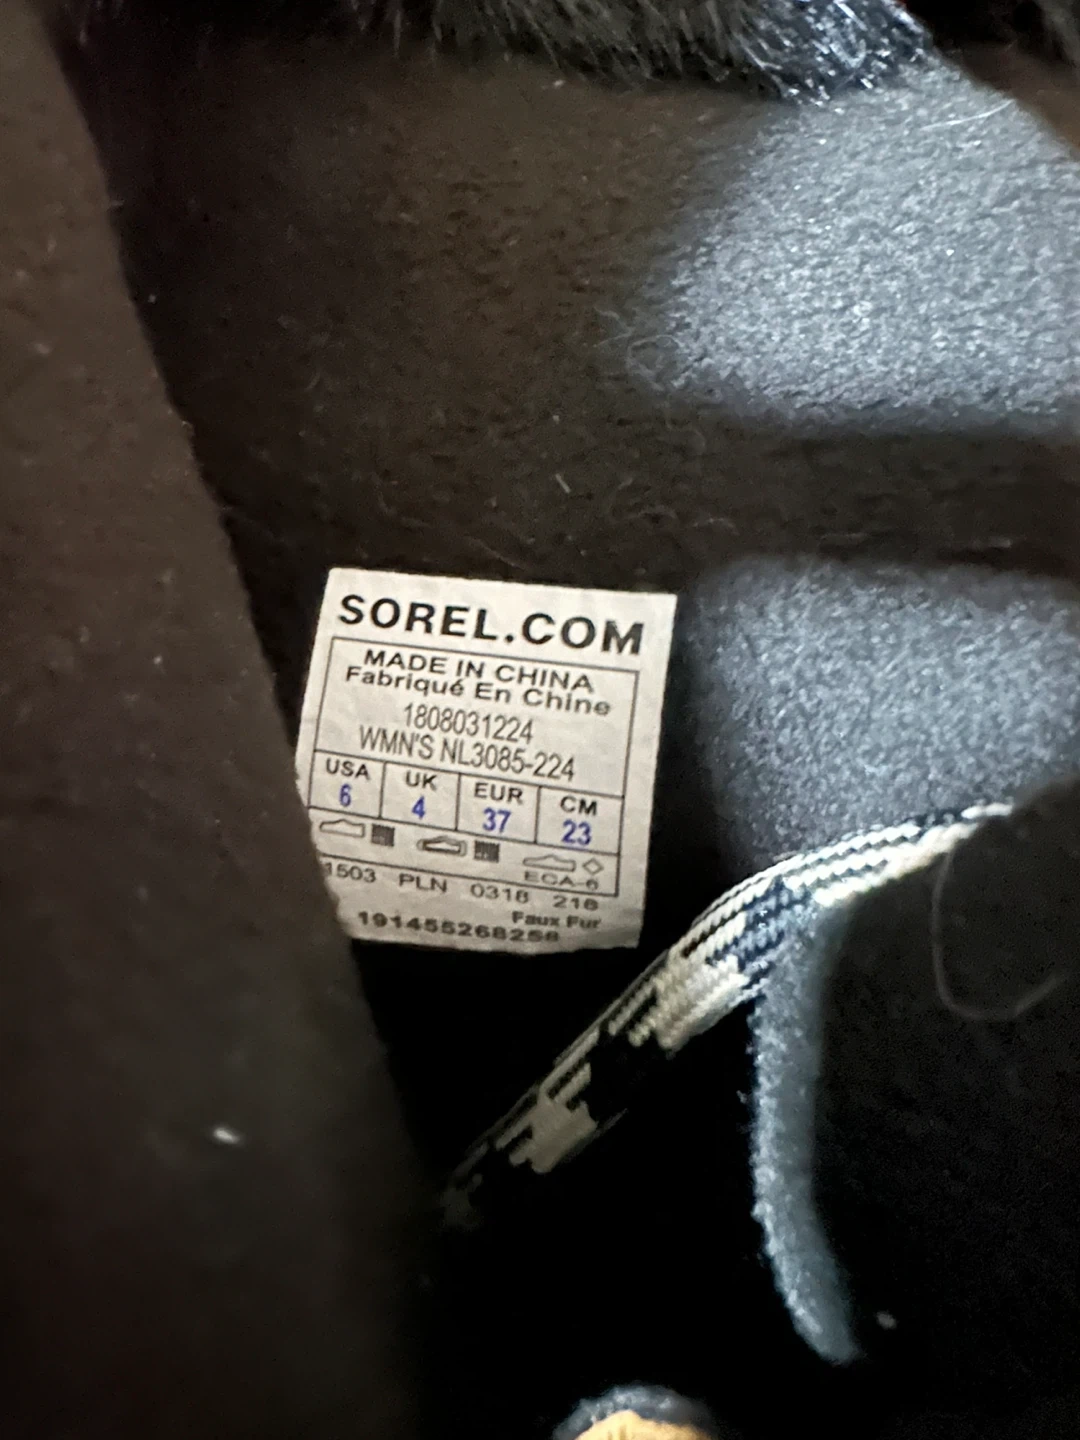 SOREL.COM
MADE IN CHINA
Fabriqué En Chine
1808031224
WMN'S NL3085-224
USA UK EUR CM
6 4 37 23
ECA-6
1503 PLN 0318 218
Faux Fur
191455268258